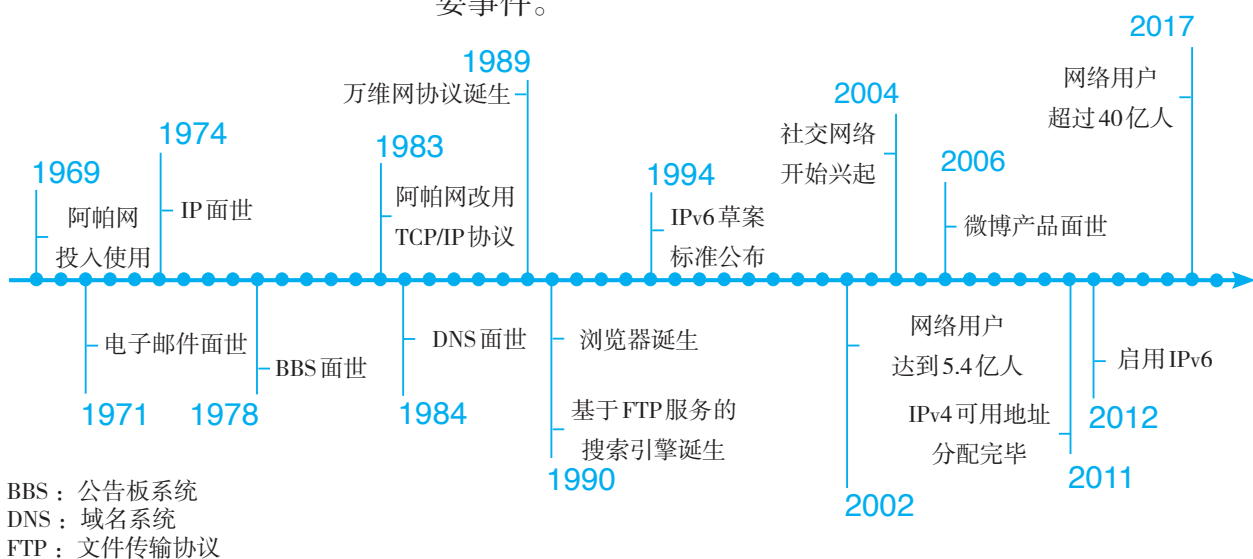 要事件。
2017
网络用户
超过40亿人
1989
万维网协议诞生
2004
社交网络
开始兴起
1974
IP面世
1983
阿帕网改用
TCP/IP协议
1969
阿帕网
投入使用
1994
IPv6草案
标准公布
2006
微博产品面世
电子邮件面世
1971
BBS面世
1978
DNS面世
1984
浏览器诞生
基于FTP服务的
搜索引擎诞生
1990
网络用户
达到5.4亿人
2002
IPv4可用地址
分配完毕
2011
启用IPv6
2012
BBS：公告板系统
DNS：域名系统
FTP：文件传输协议